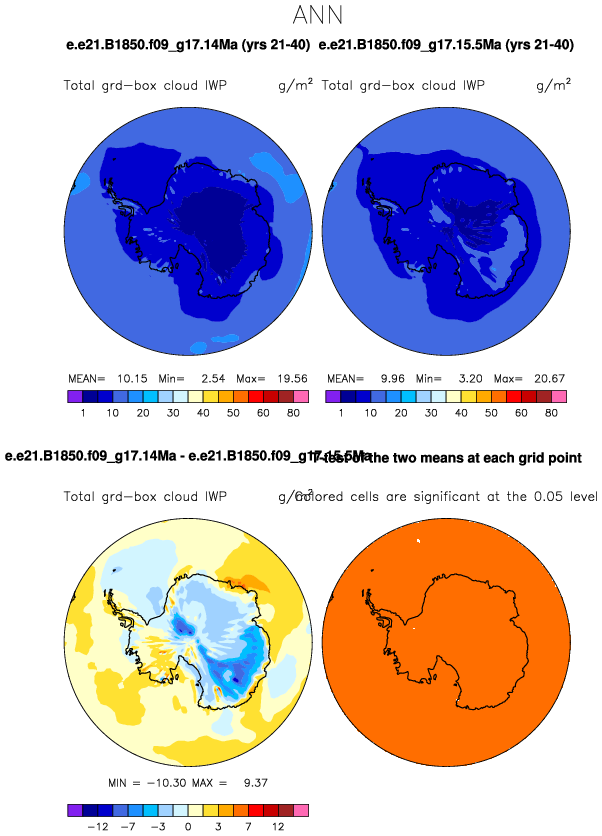 ANN
e.e21.B1850.f09_g17.14Ma (yrs 21-40) e.e21.B1850.f09_g17.15.5Ma (yrs 21-40)
Total grd-box cloud IWP g/m² Total grd-box cloud IWP g/m²
MEAN= 10.15 Min= 2.54 Max= 19.56 MEAN= 9.96 Min= 3.20 Max= 20.67
1 10 20 30 40 50 60 80 1 10 20 30 40 50 60 80
e.e21.B1850.f09_g17.14Ma - e.e21.B1850.f09_g17.15.5Ma T-test of the two means at each grid point
Total grd-box cloud IWP g/m² Colored cells are significant at the 0.05 level
MIN = -10.30 MAX = 9.37
-12 -7 -3 0 3 7 12